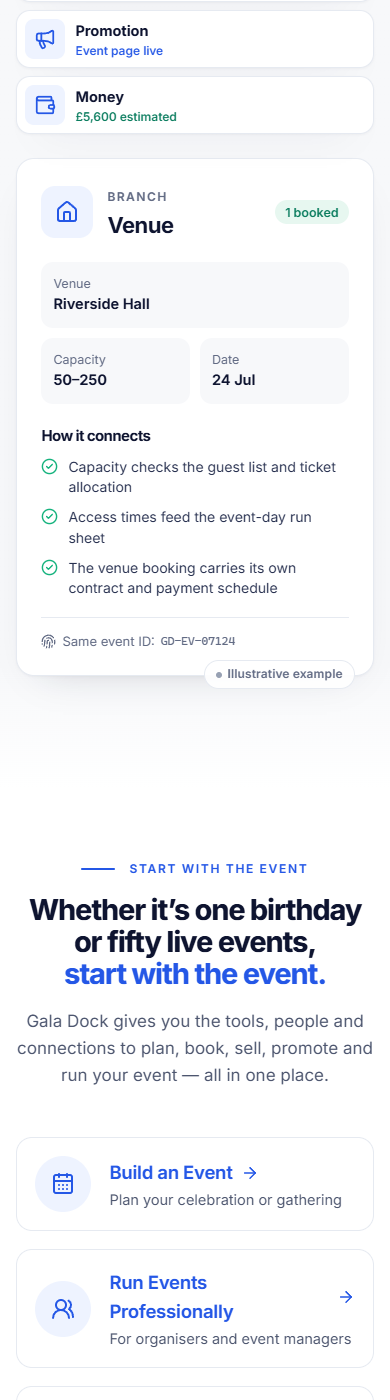 Promotion
Event page live
Money
£5,600 estimated
BRANCH
Venue
1 booked
Venue
Riverside Hall
Capacity
50–250
Date
24 Jul
How it connects
Capacity checks the guest list and ticket
allocation
Access times feed the event-day run
sheet
The venue booking carries its own
contract and payment schedule
Same event ID: GD-EV-07124
Illustrative example
START WITH THE EVENT
Whether it’s one birthday
or fifty live events,
start with the event.
Gala Dock gives you the tools, people and
connections to plan, book, sell, promote and
run your event — all in one place.
Build an Event
Plan your celebration or gathering
Run Events
Professionally
For organisers and event managers